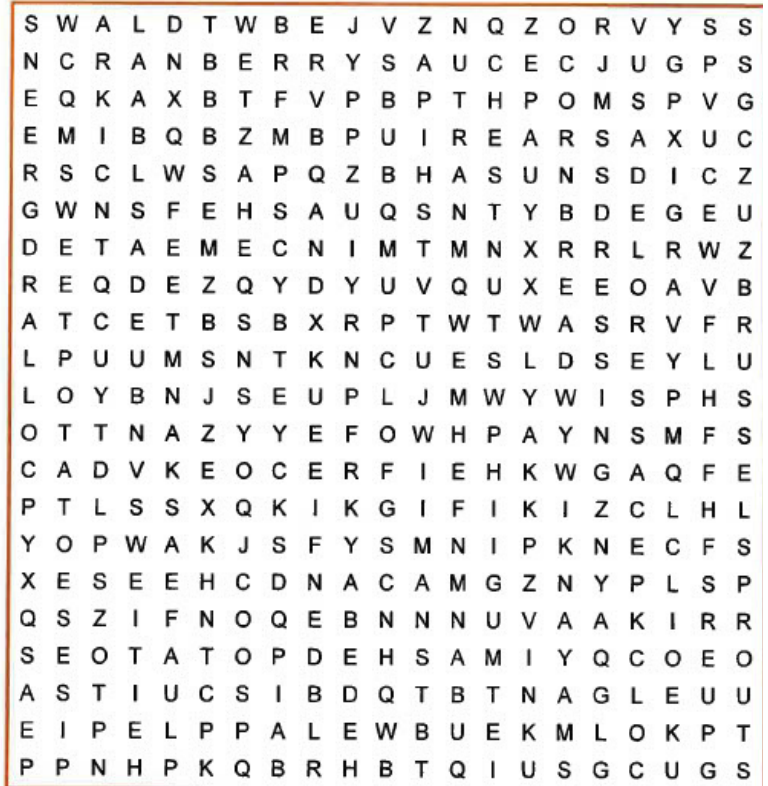 S W A L D T W B E J V Z N Q Z O R V Y S S
N C R A N B E R R Y S A U C E C J U G P S
E Q K A X B T F V P B P T H P O M S P V G
E M I B Q B Z M B P U I R E A R S A X U C
R S C L W S A P Q Z B H A S U N S D I C Z
G W N S F E H S A U Q S N T Y B D E G E U
D E T A E M E C N I M T M N X R R L R W Z
R E Q D E Z Q Y D Y U V Q U X E E O A V B
A T C E T B S B X R P T W T W A S R V F R
L P U U M S N T K N C U E S L D S E Y L U
L O Y B N J S E U P L J M W Y W I S P H S
O T T N A Z Y Y E F O W H P A Y N S M F S
C A D V K E O C E R F I E H K W G A Q F E
P T L S S X Q K I K G I F I K I Z C L H L
Y O P W A K J S F Y S M N I P K N E C F S
X E S E E H C D N A C A M G Z N Y P L S P
Q S Z I F N O Q E B N N N U V A A K I R R
S E O T A T O P D E H S A M I Y Q C O E O
A S T I U C S I B D Q T B T N A G L E U U
E I P E L P P A L E W B U E K M L O K P T
P P N H P K Q B R H B T Q I U S G C U G S